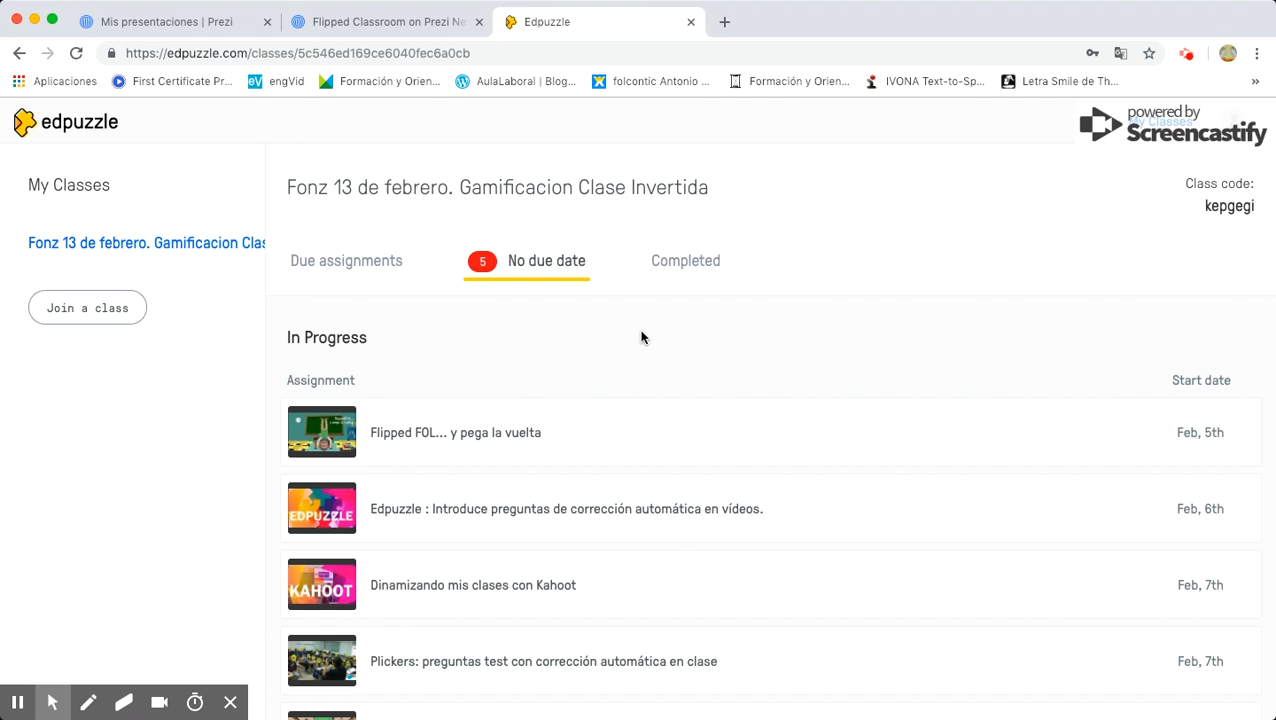 Mis presentaciones | Prezi
Flipped Classroom on Prezi Ne
Edpuzzle
https://edpuzzle.com/classes/5c546ed169ce6040fec6a0cb
Aplicaciones
First Certificate Pr...
eV engVid
Formación y Orien...
AulaLaboral | Blog...
folcontic Antonio ...
Formación y Orien...
IVONA Text-to-Sp...
Letra Smile de Th...
»
edpuzzle
My Classes
powered by
Screencastify
My Classes
Fonz 13 de febrero. Gamificacion Clas
Join a class
Fonz 13 de febrero. Gamificacion Clase Invertida
Class code:
kepgegi
Due assignments
5 No due date
Completed
In Progress
Assignment
Start date
Flipped FOL... y pega la vuelta
Feb, 5th
EDPUZZLE
Edpuzzle : Introduce preguntas de corrección automática en vídeos.
Feb, 6th
KAHOOT
Dinamizando mis clases con Kahoot
Feb, 7th
Plickers: preguntas test con corrección automática en clase
Feb, 7th